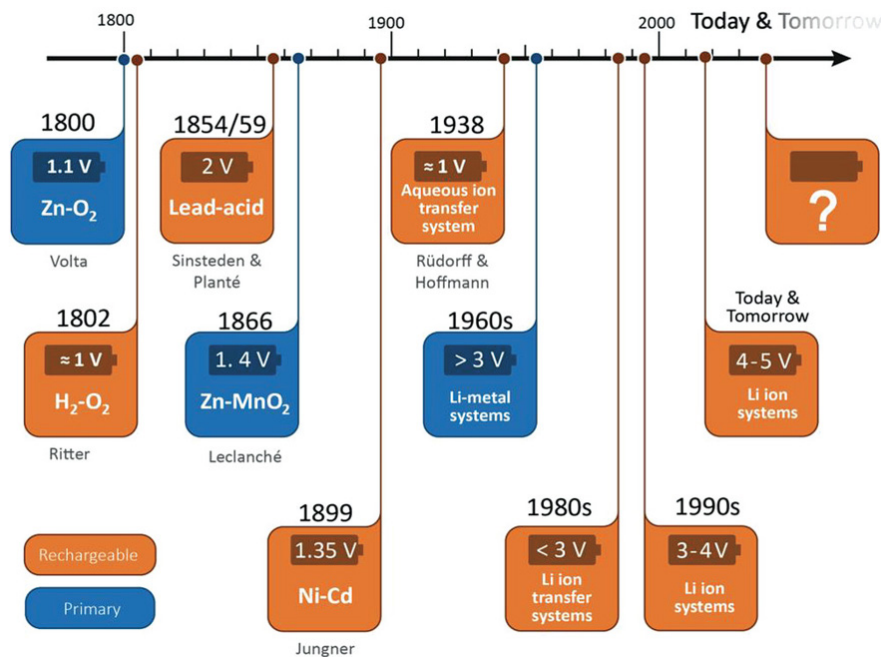 1800
1900
2000
Today & Tomorrow
1800
1.1 V
Zn-O₂
Volta
1854/59
2 V
Lead-acid
Sinsteden &
Planté
1938
≈ 1 V
Aqueous ion
transfer
system
Rüdorff &
Hoffmann
?
1802
≈ 1 V
H₂-O₂
Ritter
1866
1. 4 V
Zn-MnO₂
Leclanché
1960s
> 3 V
Li-metal
systems
Today &
Tomorrow
4-5 V
Li ion
systems
1899
1.35 V
Ni-Cd
Jungner
1980s
< 3 V
Li ion
transfer
systems
1990s
3-4 V
Li ion
systems
Rechargeable
Primary